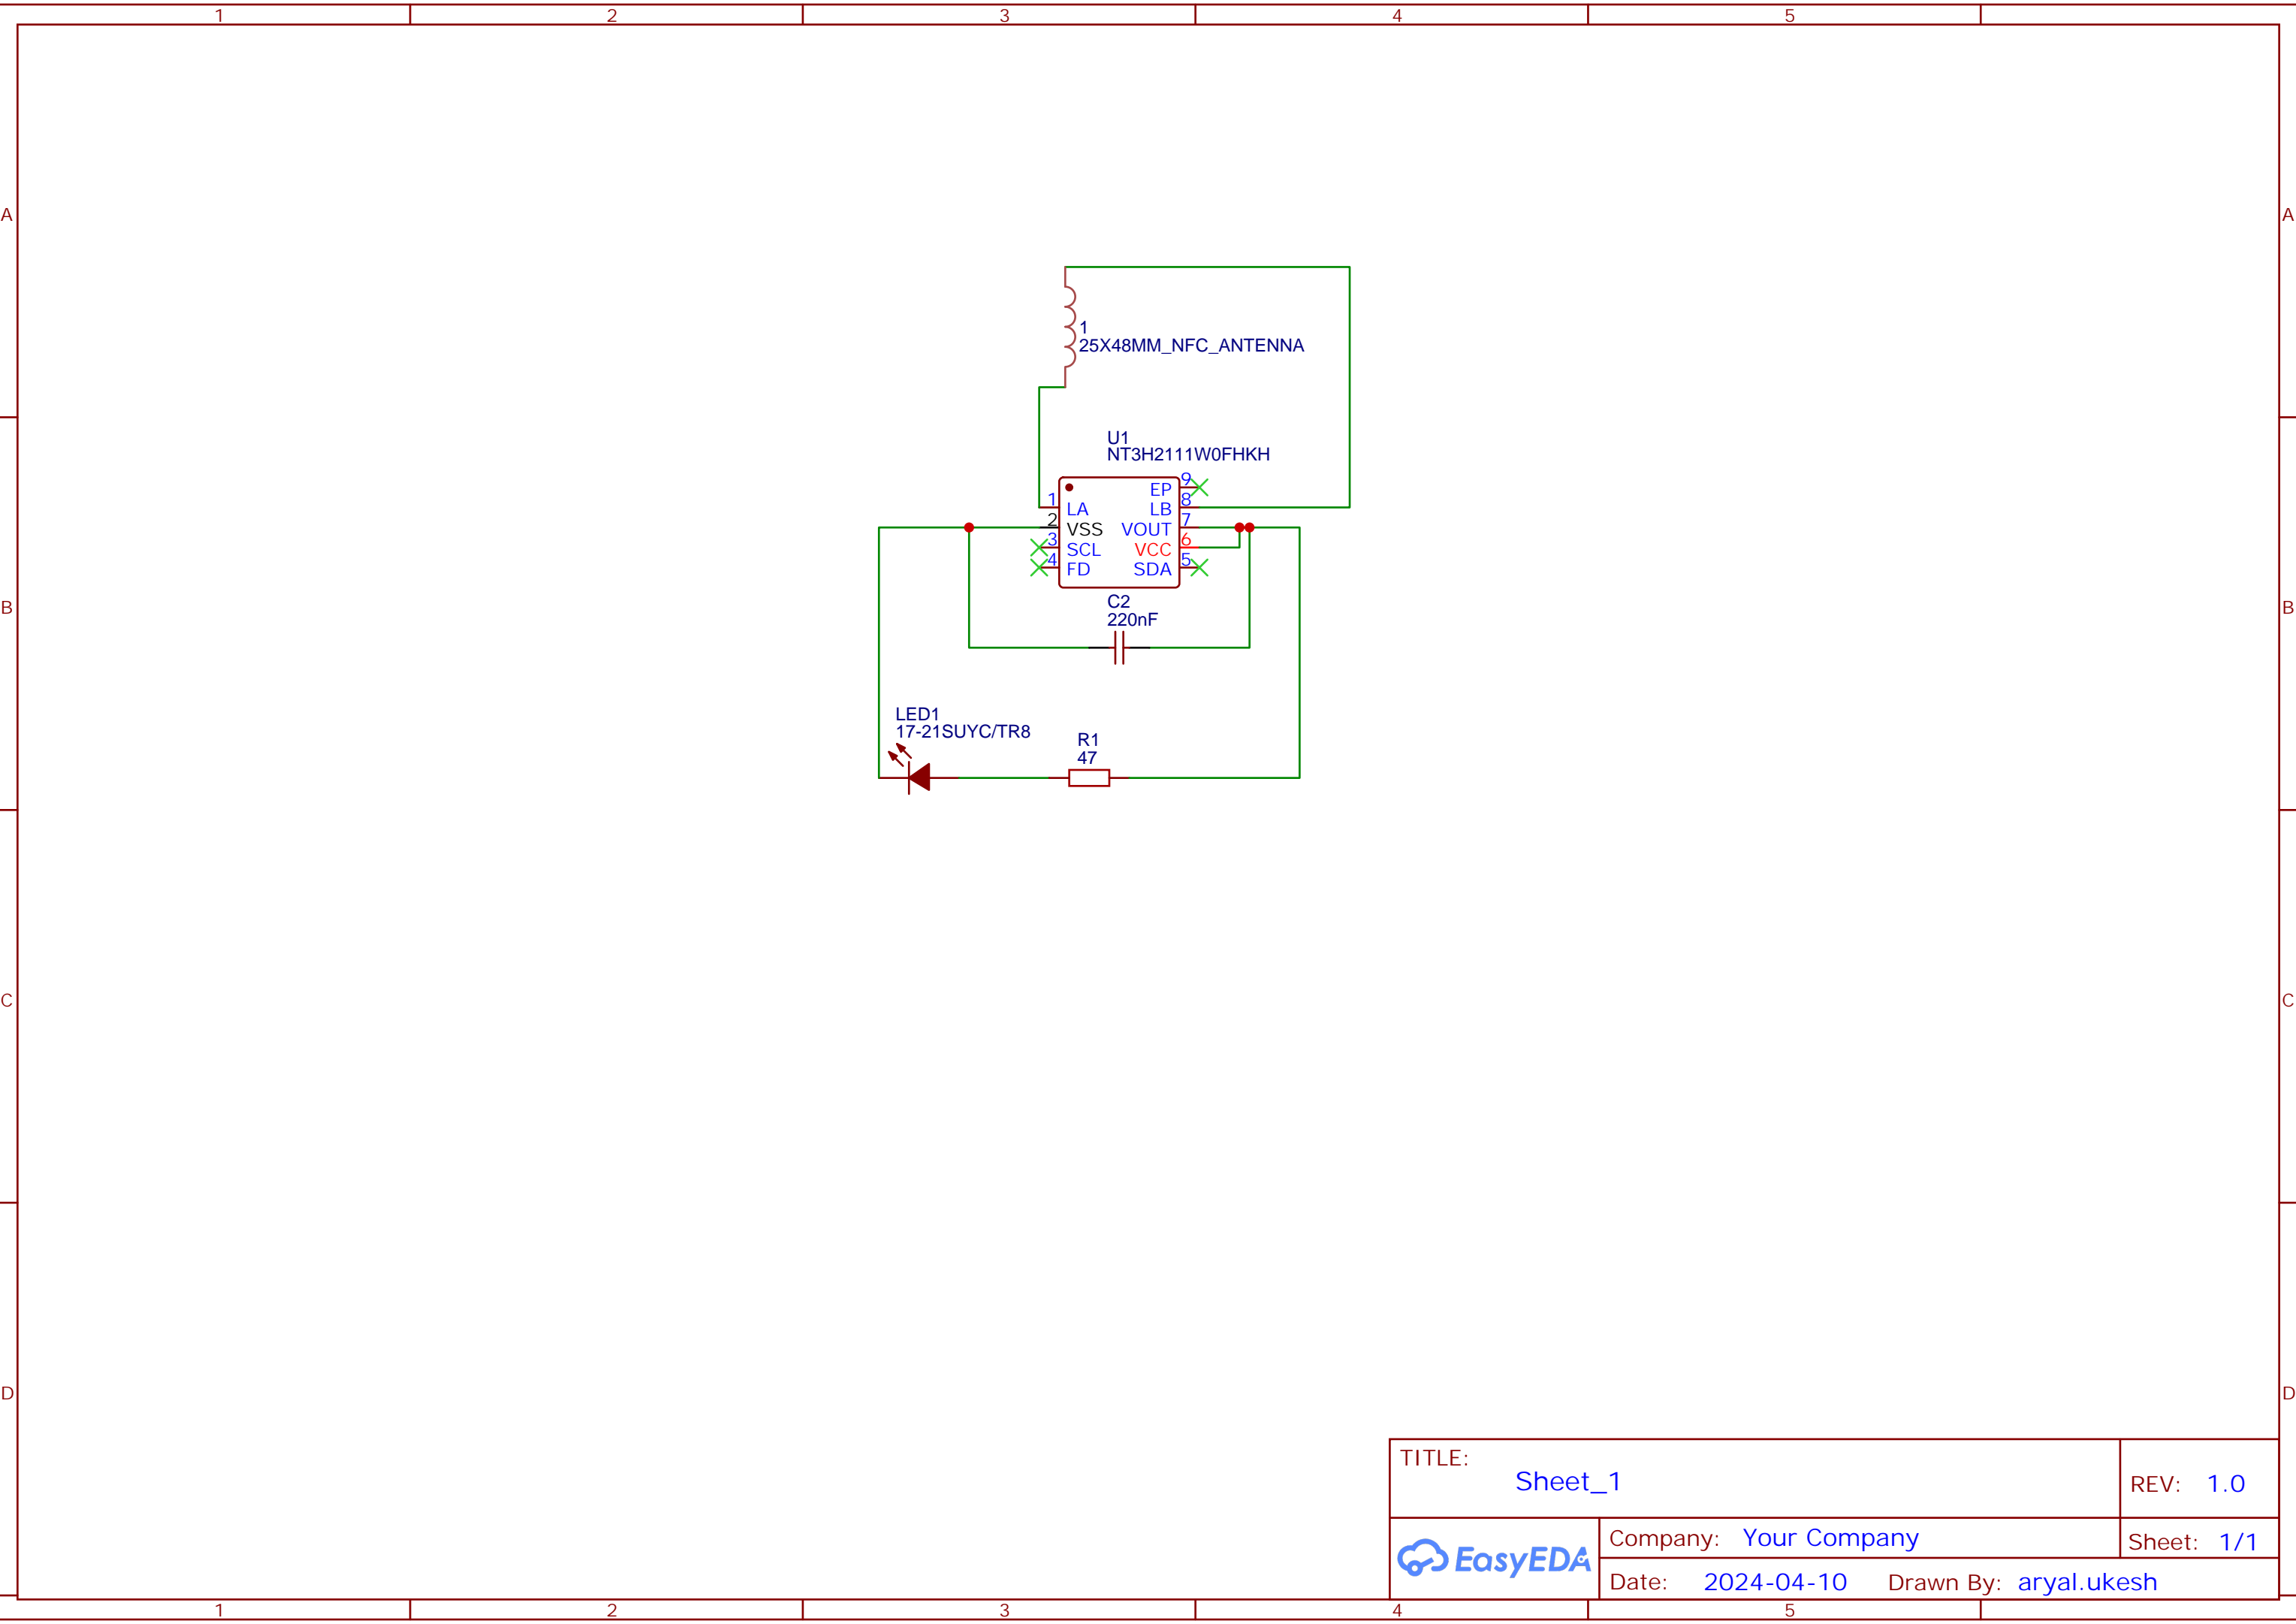 1 2 3 4 5
A A
1
25X48MM_NFC_ANTENNA
U1
NT3H2111W0FHKH
9
EP
1 8
LA LB
2 7
VSS VOUT
3 6
SCL VCC
4 5
FD SDA
B B
C2
220nF
LED1
17-21SUYC/TR8
R1
47
C C
D D
TITLE:
Sheet_1
REV: 1.0
EasyEDA
Company: Your Company
Sheet: 1/1
Date: 2024-04-10 Drawn By: aryal.ukesh
1 2 3 4 5